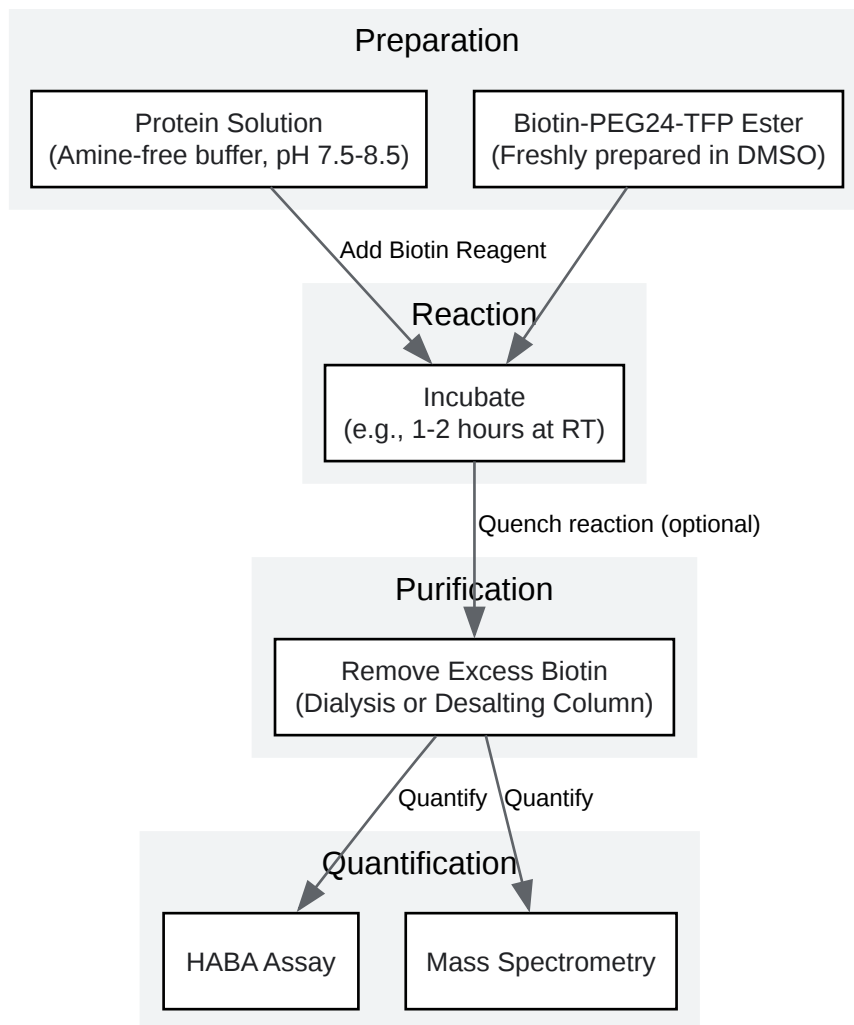 Preparation
Protein Solution
(Amine-free buffer, pH 7.5-8.5)
Biotin-PEG24-TFP Ester
(Freshly prepared in DMSO)
Add Biotin Reagent
Reaction
Incubate
(e.g., 1-2 hours at RT)
Quench reaction (optional)
Purification
Remove Excess Biotin
(Dialysis or Desalting Column)
Quantify
Quantify
Quantification
HABA Assay
Mass Spectrometry